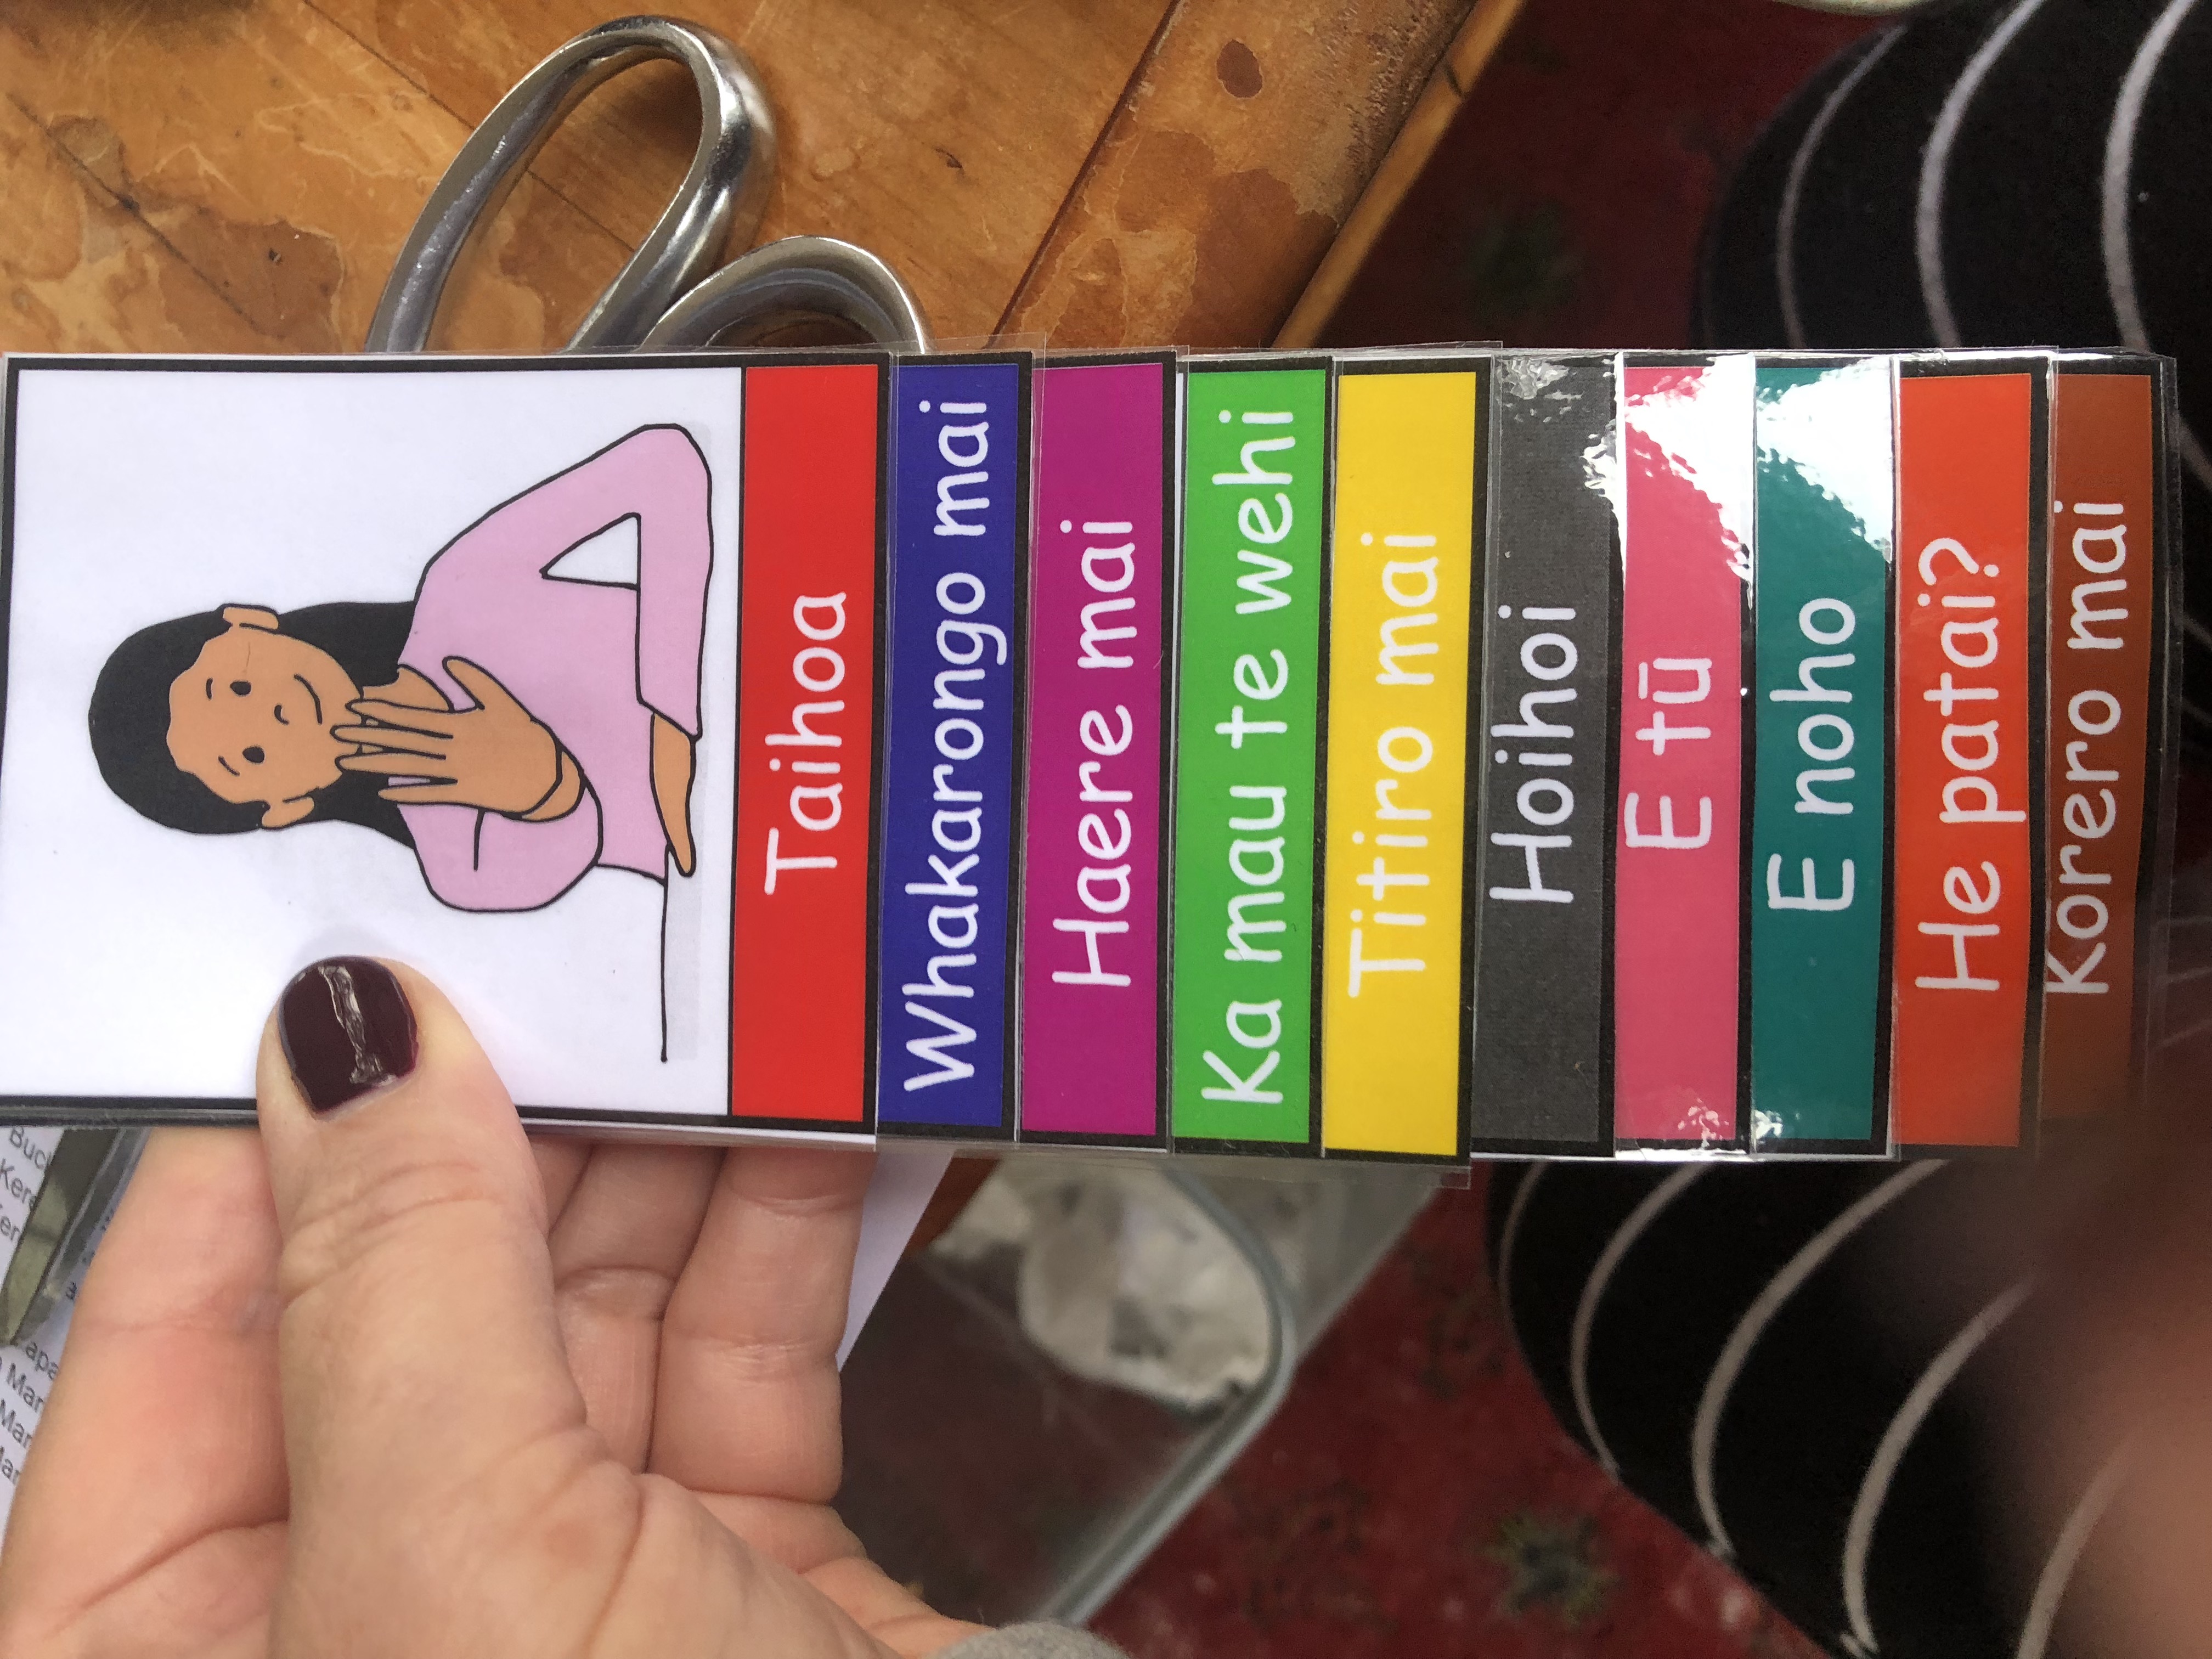 Taihoa
Whakarongo mai
Haere mai
Ka mau te wehi
Titiro mai
Hoihoi
E tū
E noho
He patai?
Korero mai